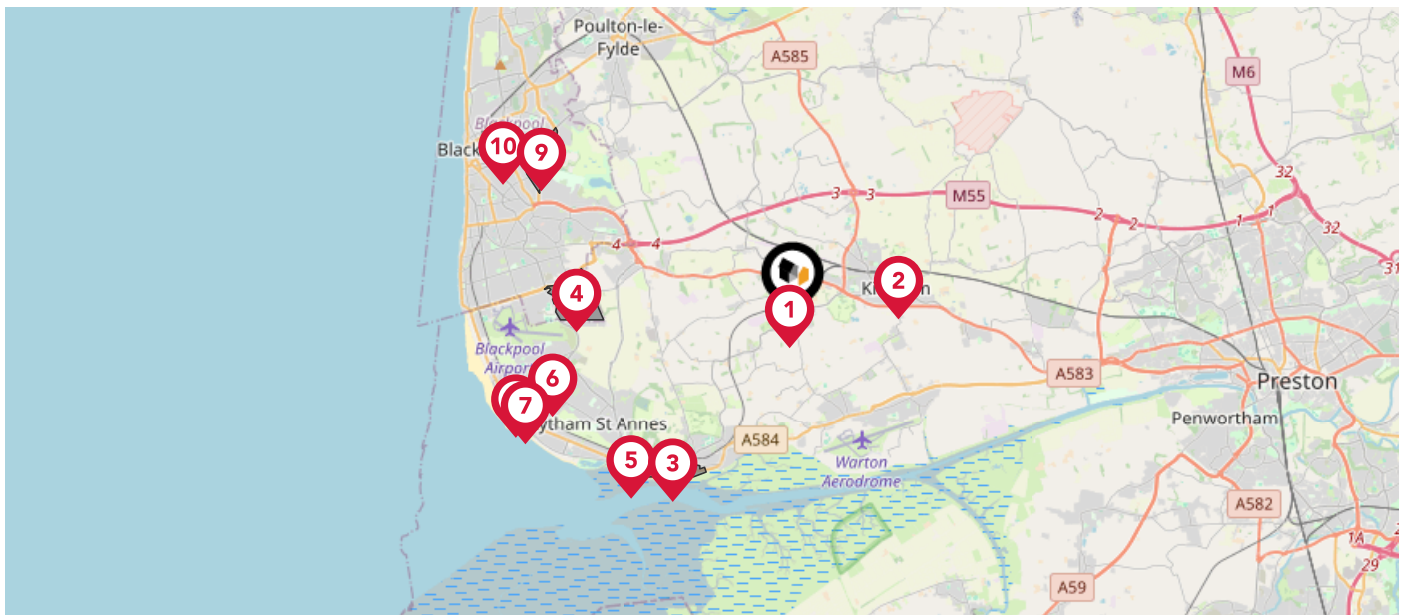 Poulton-le-
Fylde
A585
M6
Blackpool
Black
10
9
32
3
3
M55
2
2
1
1
32
31
4
4
2
4
1
Blackpool
Airport
6
7
A583
Preston
Penwortham
ytham St Annes
A584
5
3
Warton
Aerodrome
A582
1A
29
A59